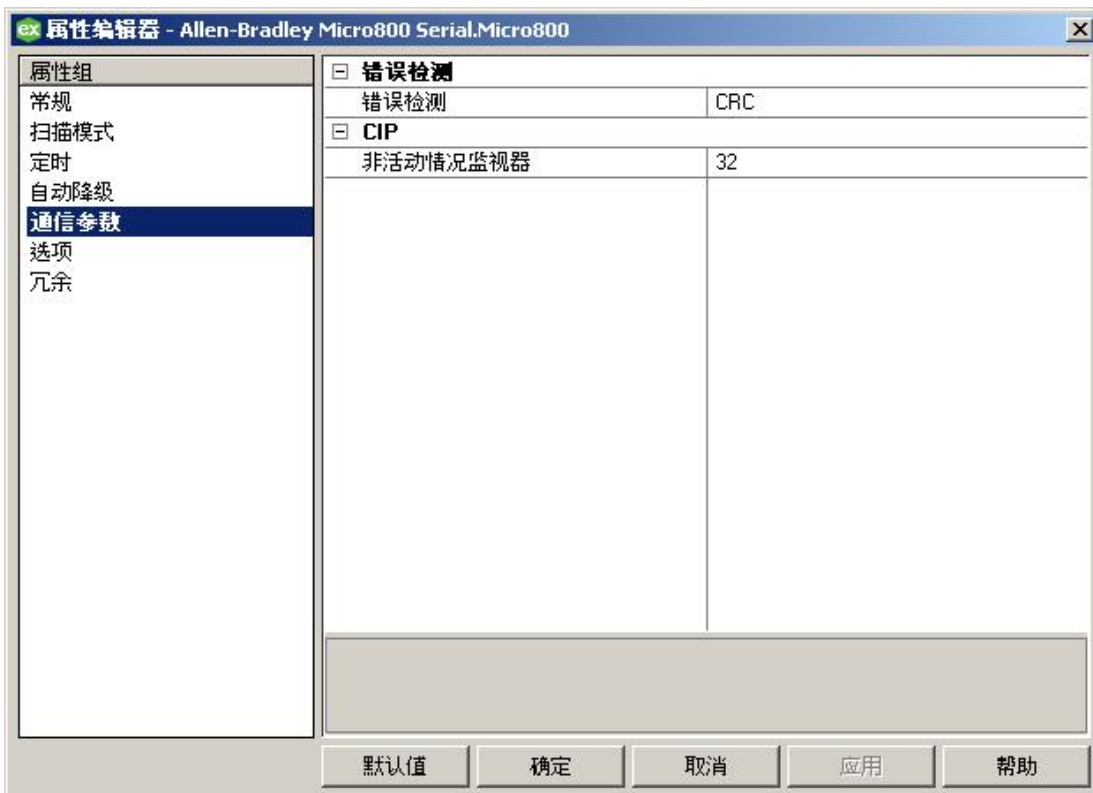 ex 属性编辑器 - Allen-Bradley Micro800 Serial.Micro800
属性组
常规
扫描模式
定时
自动降级
通信参数
选项
冗余
错误检测
错误检测 CRC
CIP
非活动情况监视器 32
默认值 确定 取消 应用 帮助